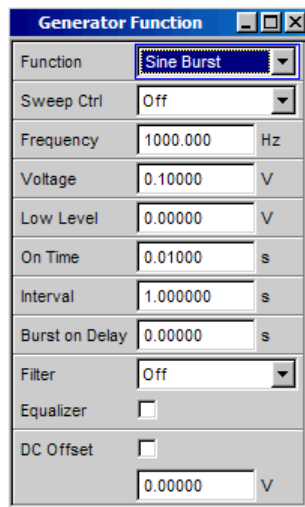 Generator Function
Function Sine Burst
Sweep Ctrl Off
Frequency 1000.000 Hz
Voltage 0.10000 V
Low Level 0.00000 V
On Time 0.01000 s
Interval 1.000000 s
Burst on Delay 0.00000 s
Filter Off
Equalizer
DC Offset
0.00000 V